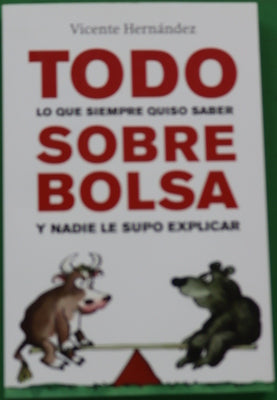 Vicente Hernández
TODO
LO QUE SIEMPRE QUISO SABER
SOBRE
BOLSA
Y NADIE LE SUPO EXPLICAR